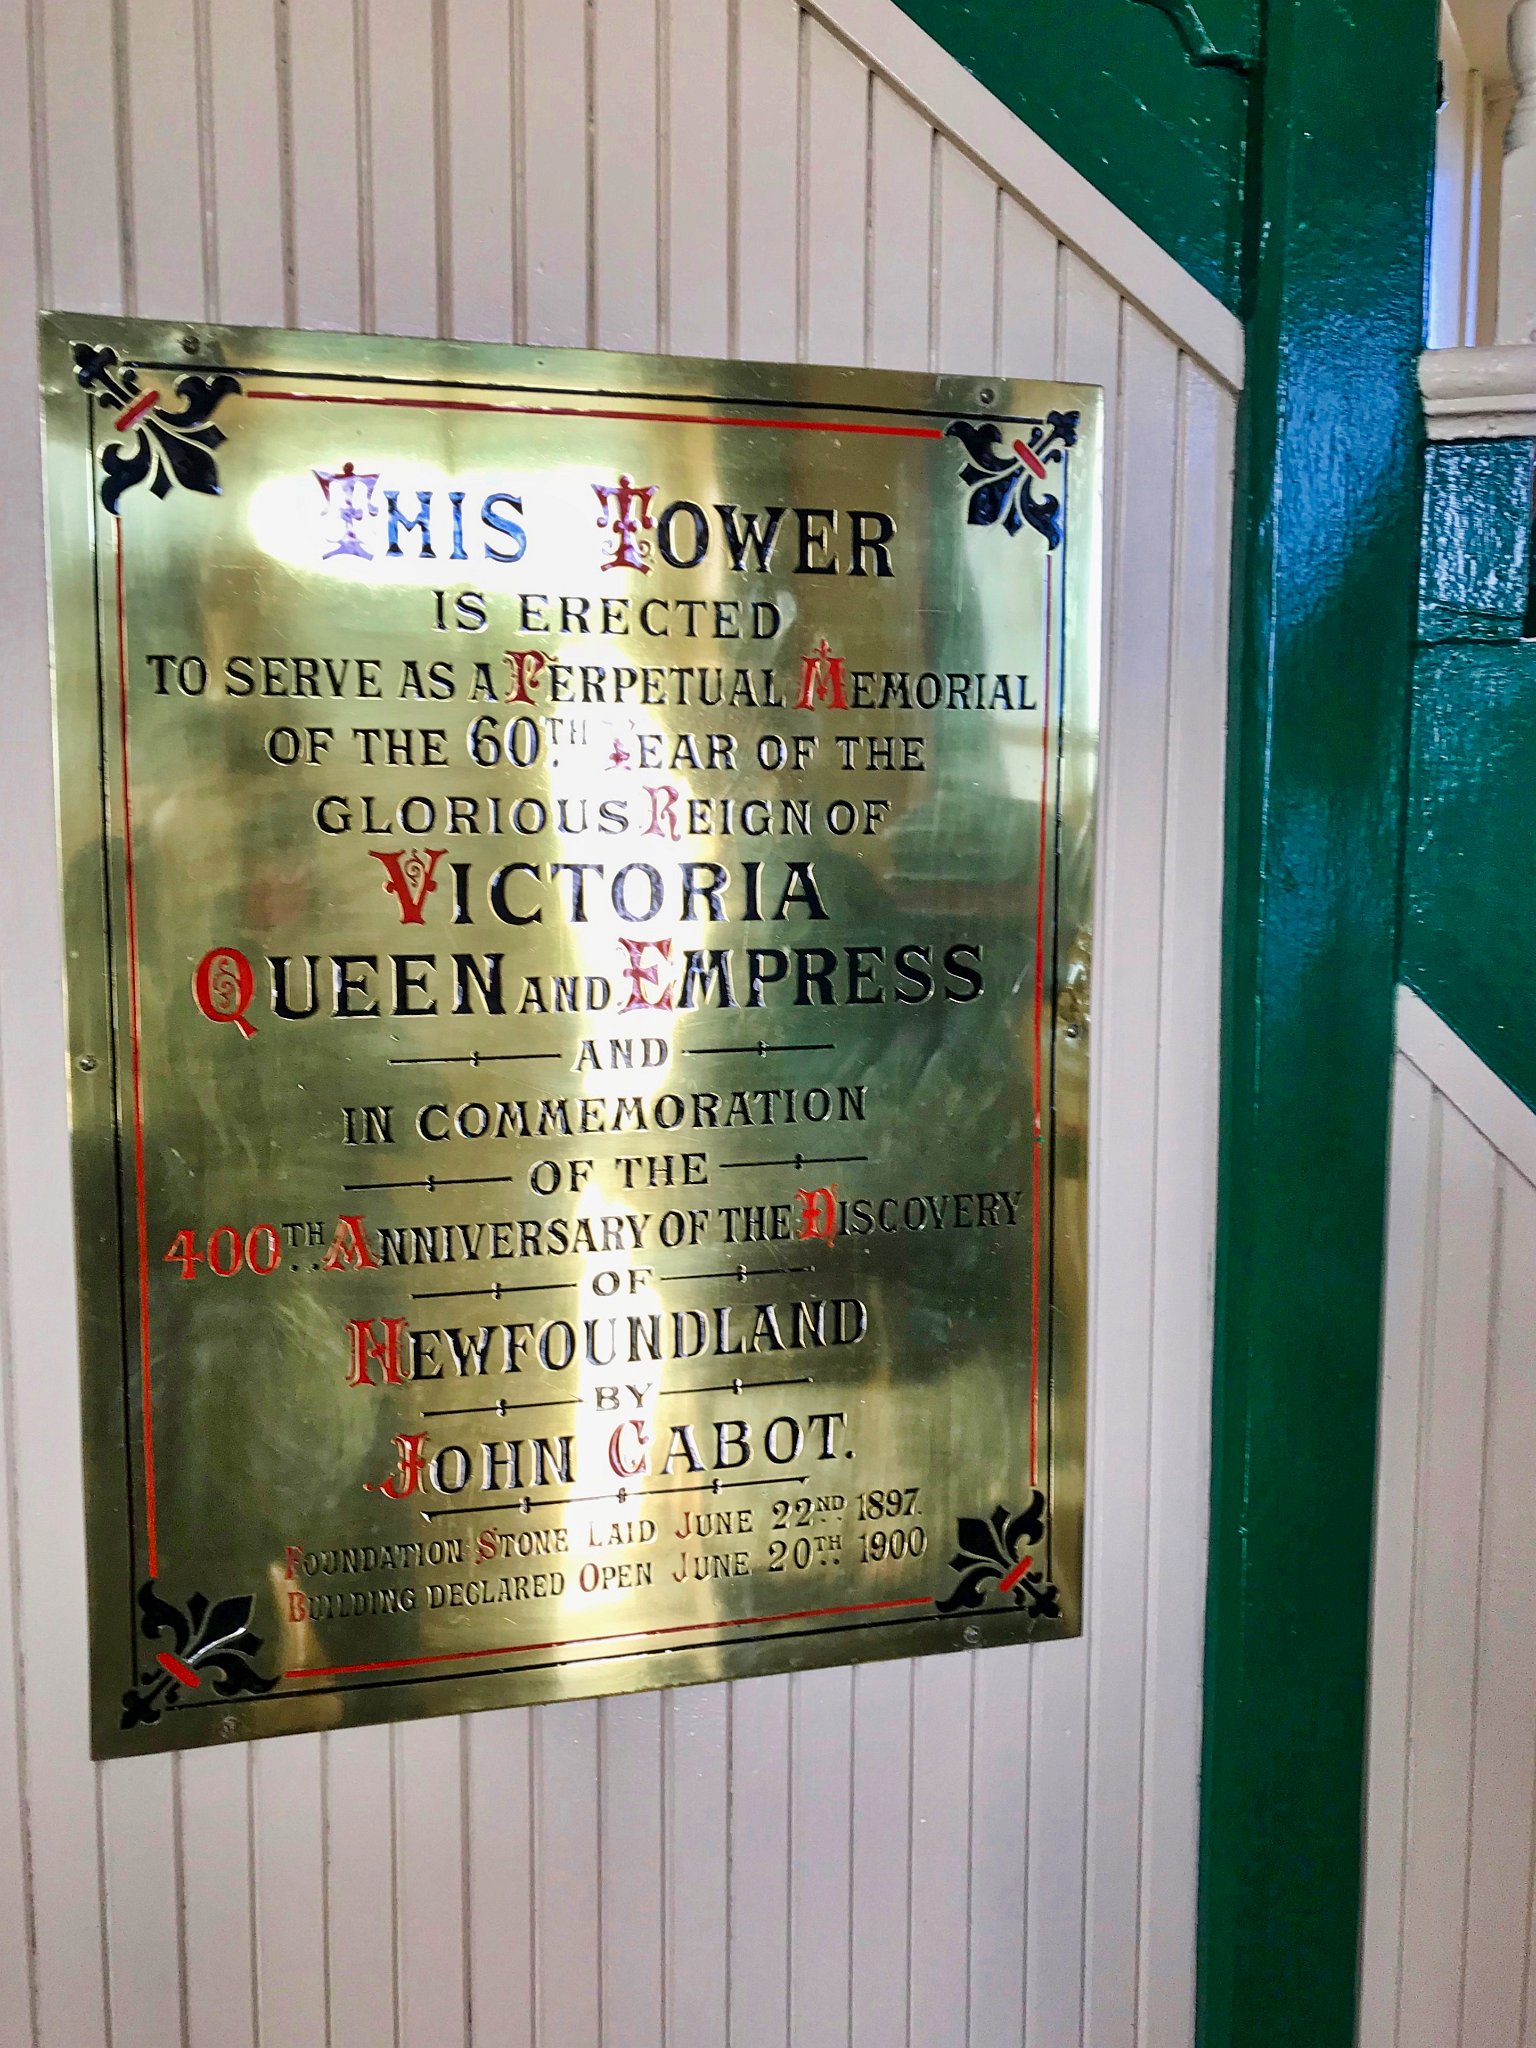 THIS TOWER
IS ERECTED
TO SERVE AS A PERPETUAL MEMORIAL
OF THE 60TH. YEAR OF THE
GLORIOUS REIGN OF
VICTORIA
QUEEN AND EMPRESS
AND
IN COMMEMORATION
OF THE
400TH.. ANNIVERSARY OF THE DISCOVERY
OF
NEWFOUNDLAND
BY
JOHN CABOT.
FOUNDATION STONE LAID JUNE 22ND.. 1897.
BUILDING DECLARED OPEN JUNE 20TH.. 1900